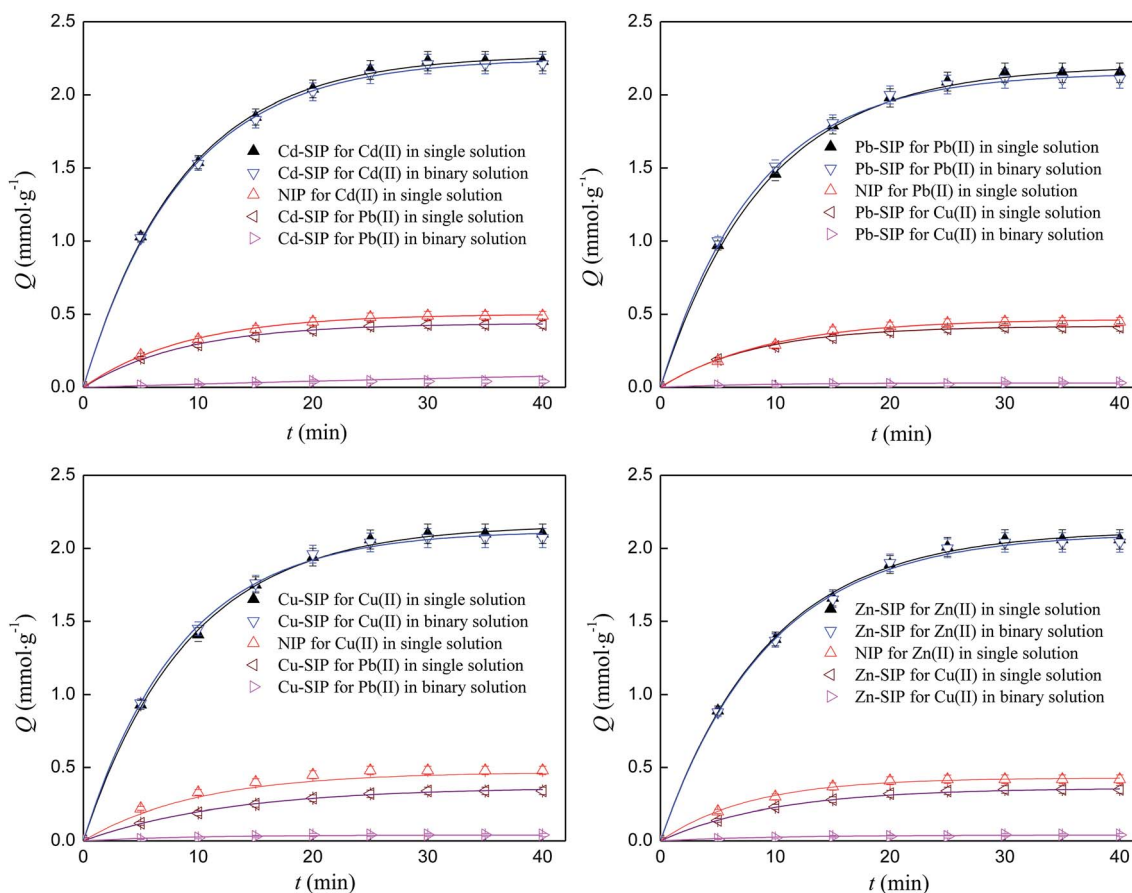 2.5
2.0
1.5
1.0
0.5
0.0
Q (mmol·g⁻¹)
Cd-SIP for Cd(II) in single solution
Cd-SIP for Cd(II) in binary solution
NIP for Cd(II) in single solution
Cd-SIP for Pb(II) in single solution
Cd-SIP for Pb(II) in binary solution
0 10 20 30 40
t (min)
2.5
2.0
1.5
1.0
0.5
0.0
Q (mmol·g⁻¹)
Pb-SIP for Pb(II) in single solution
Pb-SIP for Pb(II) in binary solution
NIP for Pb(II) in single solution
Pb-SIP for Cu(II) in single solution
Pb-SIP for Cu(II) in binary solution
0 10 20 30 40
t (min)
2.5
2.0
1.5
1.0
0.5
0.0
Q (mmol·g⁻¹)
Cu-SIP for Cu(II) in single solution
Cu-SIP for Cu(II) in binary solution
NIP for Cu(II) in single solution
Cu-SIP for Pb(II) in single solution
Cu-SIP for Pb(II) in binary solution
0 10 20 30 40
t (min)
2.5
2.0
1.5
1.0
0.5
0.0
Q (mmol·g⁻¹)
Zn-SIP for Zn(II) in single solution
Zn-SIP for Zn(II) in binary solution
NIP for Zn(II) in single solution
Zn-SIP for Cu(II) in single solution
Zn-SIP for Cu(II) in binary solution
0 10 20 30 40
t (min)